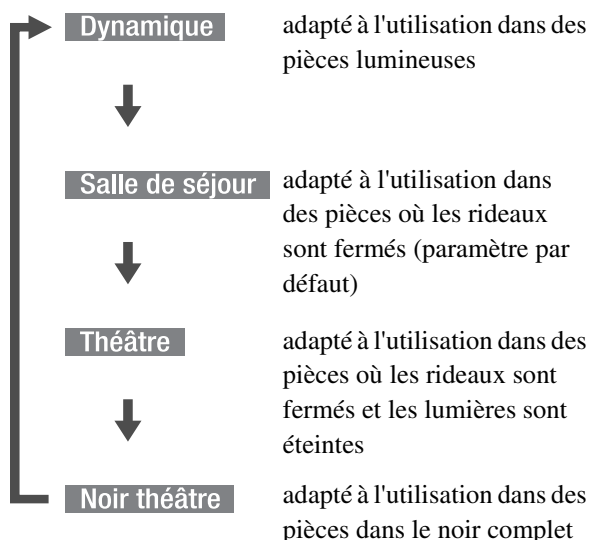 Dynamique
adapté à l'utilisation dans des
pièces lumineuses
Salle de séjour
adapté à l'utilisation dans
des pièces où les rideaux
sont fermés (paramètre par
défaut)
Théâtre
adapté à l'utilisation dans des
pièces où les rideaux sont
fermés et les lumières sont
éteintes
Noir théâtre
adapté à l'utilisation dans des
pièces dans le noir complet